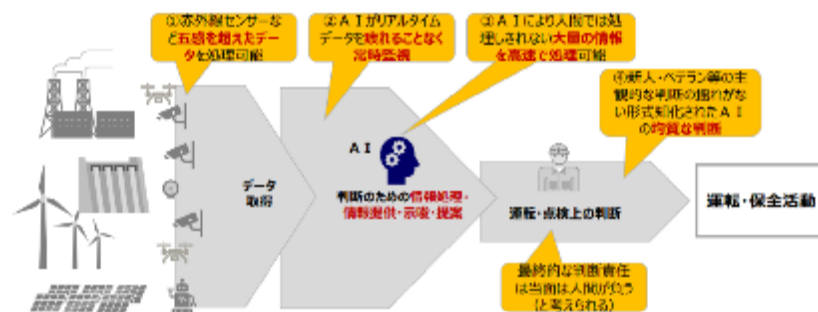 ①赤外線センサーな
ど五感を超えたデー
タを処理可能
②ＡＩがリアルタイム
データを疲れることなく
常時監視
③ＡＩにより人間では処
理しきれない大量の情報
を高速で処理可能
④新人・ベテラン等の主
観的な判断の揺れがな
い形式知化されたＡＩ
の均質な判断
データ
取得
ＡＩ
判断のための情報処理・
情報提供・示唆・提案
運転・点検上の判断
運転・保全活動
最終的な判断責任
は当面は人間が負う
(と考えられる)